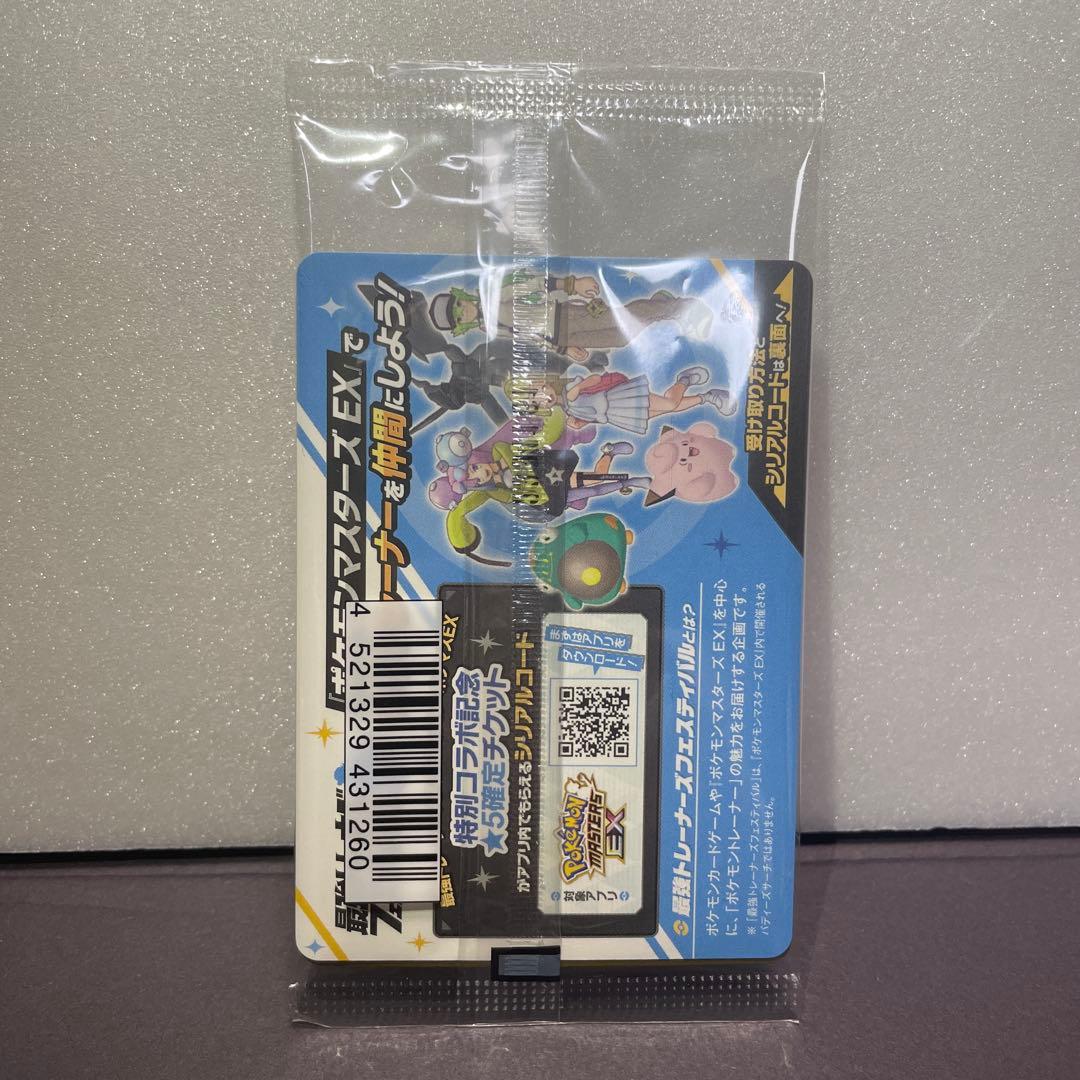 『ポケモンマスターズ EX』で
ーナーを仲間にしよう！
受け取り方法と
シリアルコードは裏面へ！
4 521329 431260
特別コラボ記念
★5確定チケット
がアプリ内でもらえるシリアルコード
まずはアプリを
ダウンロード！
POKÉMON
MASTERS
EX
対象アプリ
最強トレーナーズフェスティバルとは？
ポケモンカードゲームや『ポケモンマスターズ EX』を中心
に、「ポケモントレーナー」の魅力をお届けする企画です。
※「最強トレーナーズフェスティバル」は、『ポケモンマスターズ EX』内で開催される
バディーズサーチではありません。